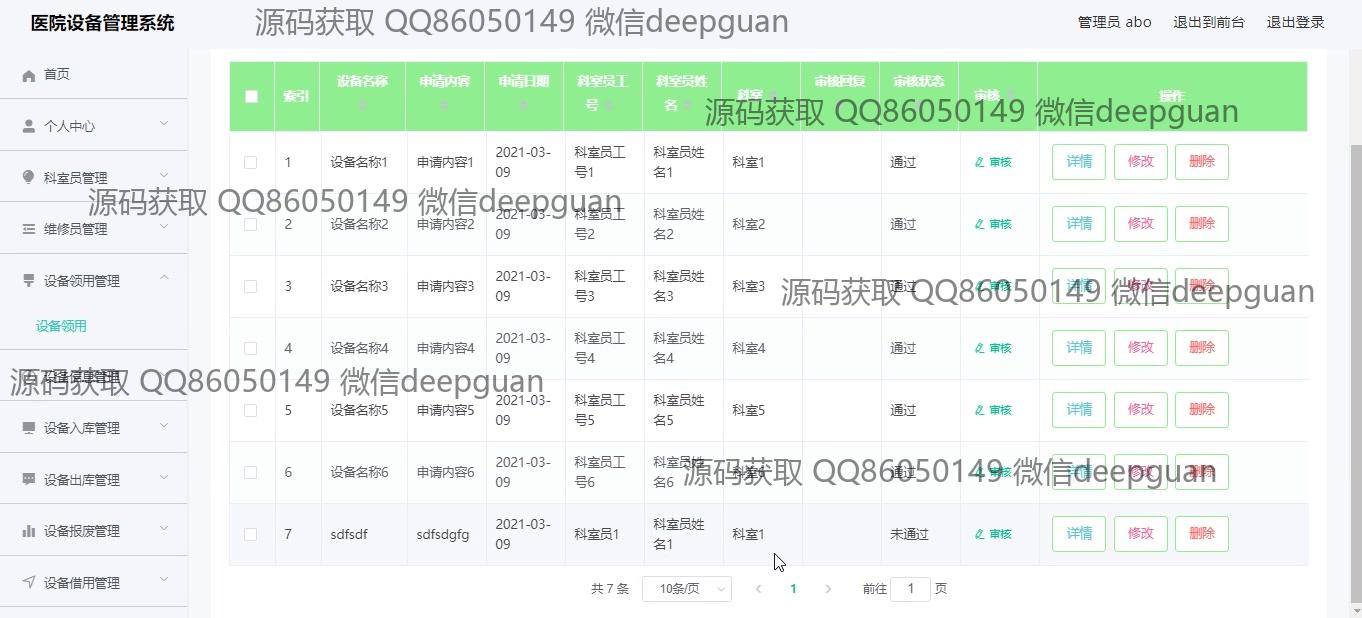 医院设备管理系统
源码获取 QQ86050149 微信deepguan
管理员 abo 退出到前台 退出登录
首页
个人中心
科室员管理
维修员管理
设备领用管理
设备领用
设备入库管理
设备出库管理
设备报废管理
设备借用管理
源码获取 QQ86050149 微信deepguan
源码获取 QQ86050149 微信deepguan
索引 设备名称 申请内容 申请日期 科室员工号 科室员姓名 科室 审核回复 审核状态 审核 操作
源码获取 QQ86050149 微信deepguan
1 设备名称1 申请内容1 2021-03-09 科室员工号1 科室员姓名1 科室1 通过 审核 详情 修改 删除
2 设备名称2 申请内容2 2021-03-09 科室员工号2 科室员姓名2 科室2 通过 审核 详情 修改 删除
3 设备名称3 申请内容3 2021-03-09 科室员工号3 科室员姓名3 科室3 通过 审核 详情 修改 删除
源码获取 QQ86050149 微信deepguan
4 设备名称4 申请内容4 2021-03-09 科室员工号4 科室员姓名4 科室4 通过 审核 详情 修改 删除
5 设备名称5 申请内容5 2021-03-09 科室员工号5 科室员姓名5 科室5 通过 审核 详情 修改 删除
6 设备名称6 申请内容6 2021-03-09 科室员工号6 科室员姓名6 科室6 通过 审核 详情 修改 删除
源码获取 QQ86050149 微信deepguan
7 sdfsdf sdfsdgfg 2021-03-09 科室员1 科室员姓名1 科室1 未通过 审核 详情 修改 删除
共 7 条 10条/页 1 前往 1 页